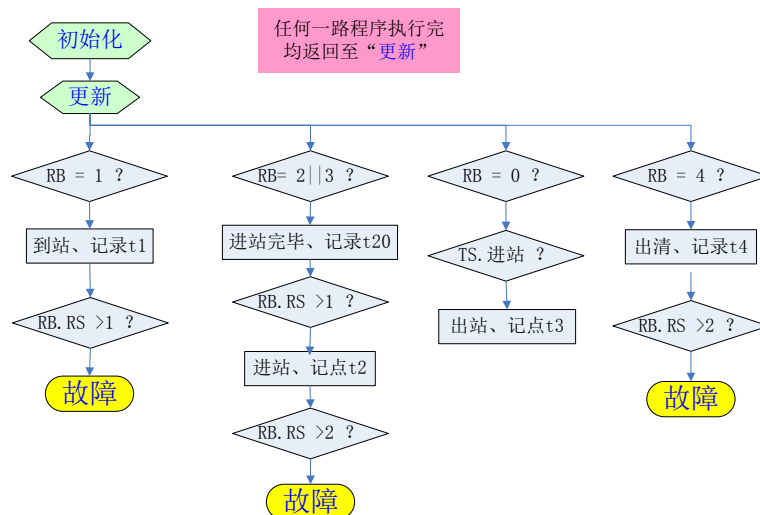 初始化
任何一路程序执行完
均返回至“更新”
更新
RB = 1 ？
RB= 2||3 ？
RB = 0 ？
RB = 4 ？
到站、记录t1
进站完毕、记录t20
TS.进站 ？
出清、记录t4
RB.RS >1 ？
RB.RS >1 ？
出站、记点t3
RB.RS >2 ？
进站、记点t2
故障
故障
RB.RS >2 ？
故障